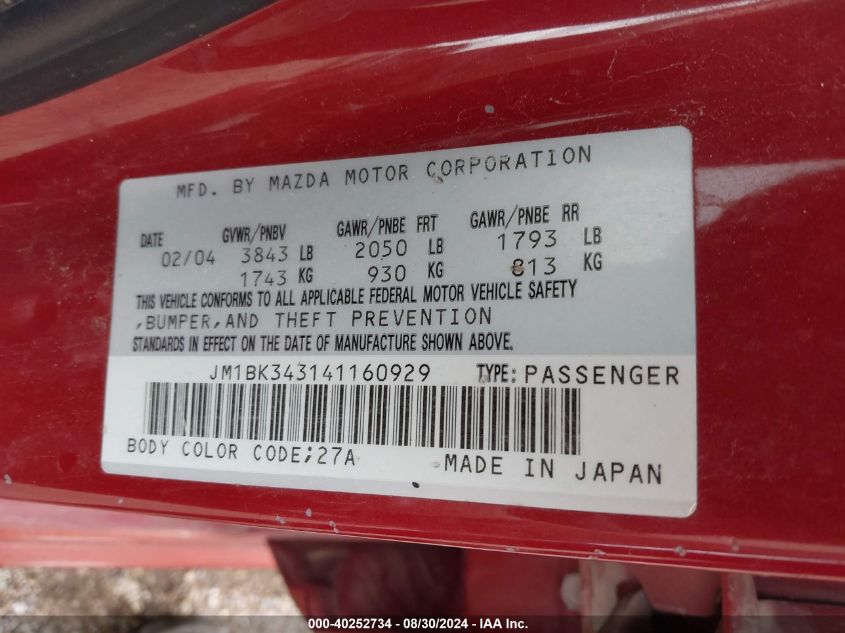 MFD. BY MAZDA MOTOR CORPORATION
DATE GVWR/PNBV GAWR/PNBE FRT GAWR/PNBE RR
02/04 3843 LB 2050 LB 1793 LB
1743 KG 930 KG 813 KG
THIS VEHICLE CONFORMS TO ALL APPLICABLE FEDERAL MOTOR VEHICLE SAFETY
,BUMPER,AND THEFT PREVENTION
STANDARDS IN EFFECT ON THE DATE OF MANUFACTURE SHOWN ABOVE.
JM1BK343141160929 TYPE: PASSENGER
BODY COLOR CODE;27A MADE IN JAPAN
000-40252734 - 08/30/2024 - IAA Inc.